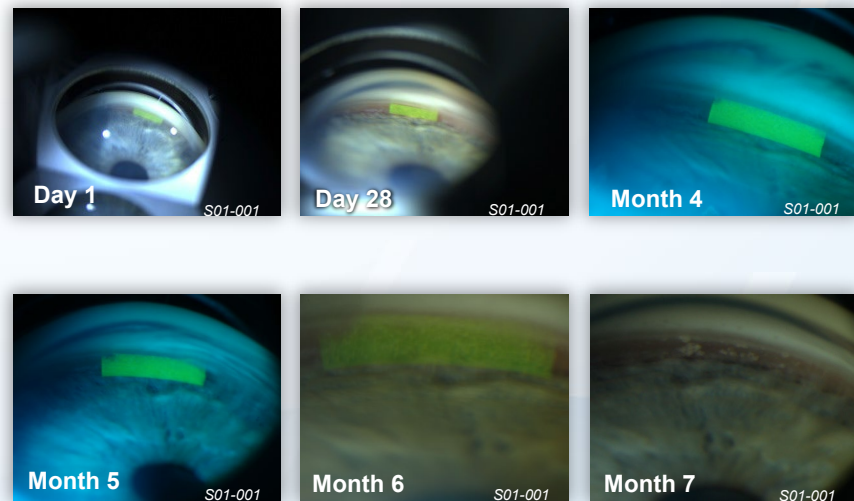 Day 1
S01-001
Day 28
S01-001
Month 4
S01-001
Month 5
S01-001
Month 6
S01-001
Month 7
S01-001